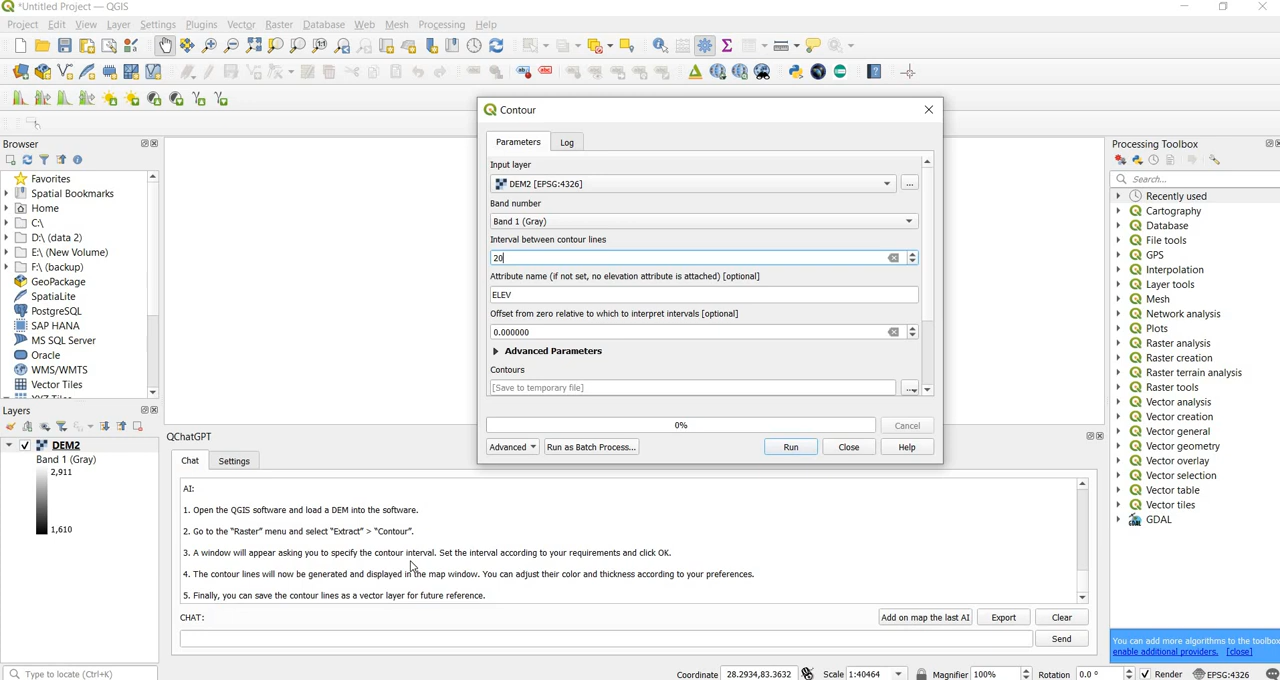 *Untitled Project — QGIS
Project Edit View Layer Settings Plugins Vector Raster Database Web Mesh Processing Help
Browser
Favorites
Spatial Bookmarks
Home
C:\
D:\ (data 2)
E:\ (New Volume)
F:\ (backup)
GeoPackage
SpatiaLite
PostgreSQL
SAP HANA
MS SQL Server
Oracle
WMS/WMTS
Vector Tiles
Layers
DEM2
Band 1 (Gray)
2,911
1,610
Type to locate (Ctrl+K)
Contour
Parameters Log
Input layer
DEM2 [EPSG:4326]
...
Band number
Band 1 (Gray)
Interval between contour lines
20
Attribute name (if not set, no elevation attribute is attached) [optional]
ELEV
Offset from zero relative to which to interpret intervals [optional]
0.000000
Advanced Parameters
Contours
[Save to temporary file]
0%
Cancel
Advanced Run as Batch Process... Run Close Help
QChatGPT
Chat Settings
AI:
1. Open the QGIS software and load a DEM into the software.
2. Go to the "Raster" menu and select "Extract" > "Contour".
3. A window will appear asking you to specify the contour interval. Set the interval according to your requirements and click OK.
4. The contour lines will now be generated and displayed in the map window. You can adjust their color and thickness according to your preferences.
5. Finally, you can save the contour lines as a vector layer for future reference.
CHAT:
Add on map the last AI Export Clear
Send
Processing Toolbox
Search...
Recently used
Cartography
Database
File tools
GPS
Interpolation
Layer tools
Mesh
Network analysis
Plots
Raster analysis
Raster creation
Raster terrain analysis
Raster tools
Vector analysis
Vector creation
Vector general
Vector geometry
Vector overlay
Vector selection
Vector table
Vector tiles
GDAL
You can add more algorithms to the toolbox
enable additional providers. [close]
Coordinate 28.2934,83.3632 Scale 1:40464 Magnifier 100% Rotation 0.0 ° Render EPSG:4326